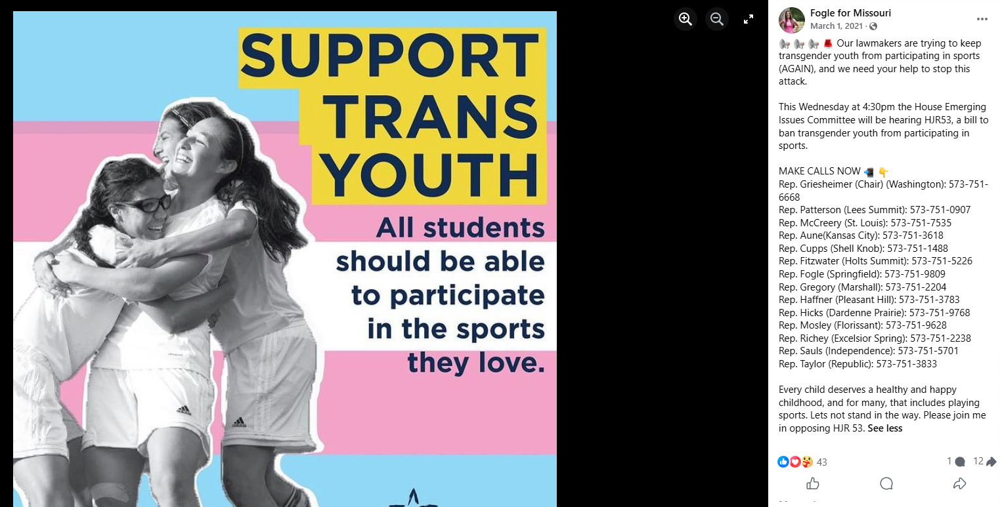 SUPPORT
TRANS
YOUTH
All students
should be able
to participate
in the sports
they love.
adidas
adidas
Fogle for Missouri
March 1, 2021 ·
Our lawmakers are trying to keep
transgender youth from participating in sports
(AGAIN), and we need your help to stop this
attack.
This Wednesday at 4:30pm the House Emerging
Issues Committee will be hearing HJR53, a bill to
ban transgender youth from participating in
sports.
MAKE CALLS NOW 📲 👇
Rep. Griesheimer (Chair) (Washington): 573-751-
6668
Rep. Patterson (Lees Summit): 573-751-0907
Rep. McCreery (St. Louis): 573-751-7535
Rep. Aune(Kansas City): 573-751-3618
Rep. Cupps (Shell Knob): 573-751-1488
Rep. Fitzwater (Holts Summit): 573-751-5226
Rep. Fogle (Springfield): 573-751-9809
Rep. Gregory (Marshall): 573-751-2204
Rep. Haffner (Pleasant Hill): 573-751-3783
Rep. Hicks (Dardenne Prairie): 573-751-9768
Rep. Mosley (Florissant): 573-751-9628
Rep. Richey (Excelsior Spring): 573-751-2238
Rep. Sauls (Independence): 573-751-5701
Rep. Taylor (Republic): 573-751-3833
Every child deserves a healthy and happy
childhood, and for many, that includes playing
sports. Lets not stand in the way. Please join me
in opposing HJR 53. See less
43
1
12